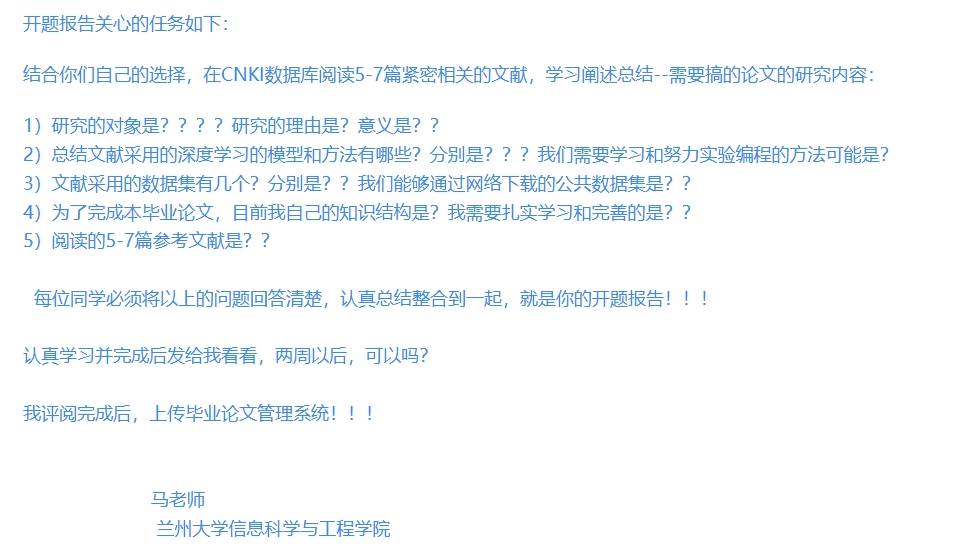 开题报告关心的任务如下：
结合你们自己的选择，在CNKI数据库阅读5-7篇紧密相关的文献，学习阐述总结--需要搞的论文的研究内容：
1）研究的对象是？？？？研究的理由是？意义是？？
2）总结文献采用的深度学习的模型和方法有哪些？分别是？？？我们需要学习和努力实验编程的方法可能是？
3）文献采用的数据集有几个？分别是？？我们能够通过网络下载的公共数据集是？？
4）为了完成本毕业论文，目前我自己的知识结构是？我需要扎实学习和完善的是？？
5）阅读的5-7篇参考文献是？？
每位同学必须将以上的问题回答清楚，认真总结整合到一起，就是你的开题报告！！！
认真学习并完成后发给我看看，两周以后，可以吗？
我评阅完成后，上传毕业论文管理系统！！！
马老师
兰州大学信息科学与工程学院